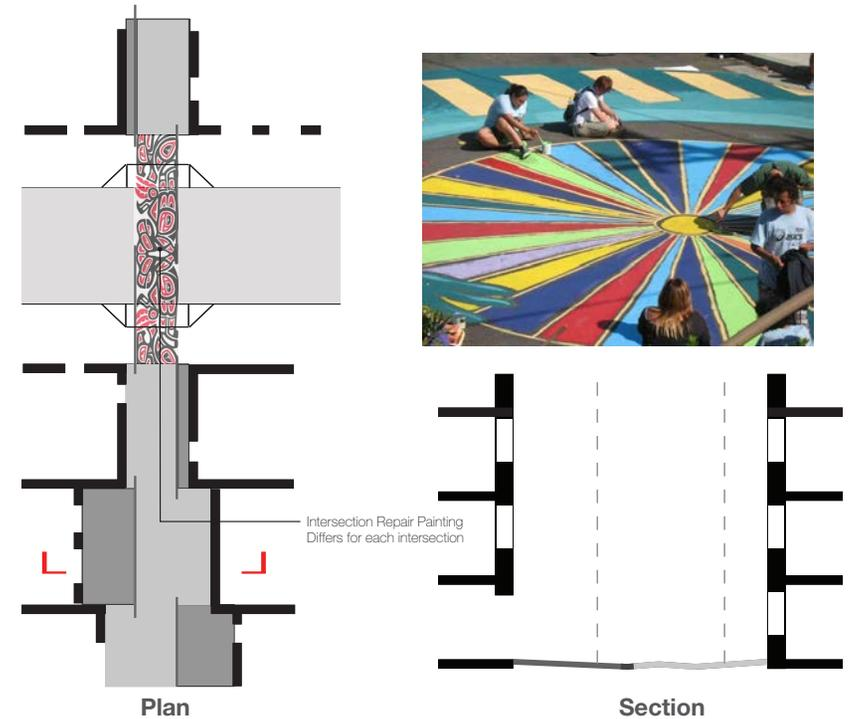 Intersection Repair Painting
Differs for each intersection
Plan
Section